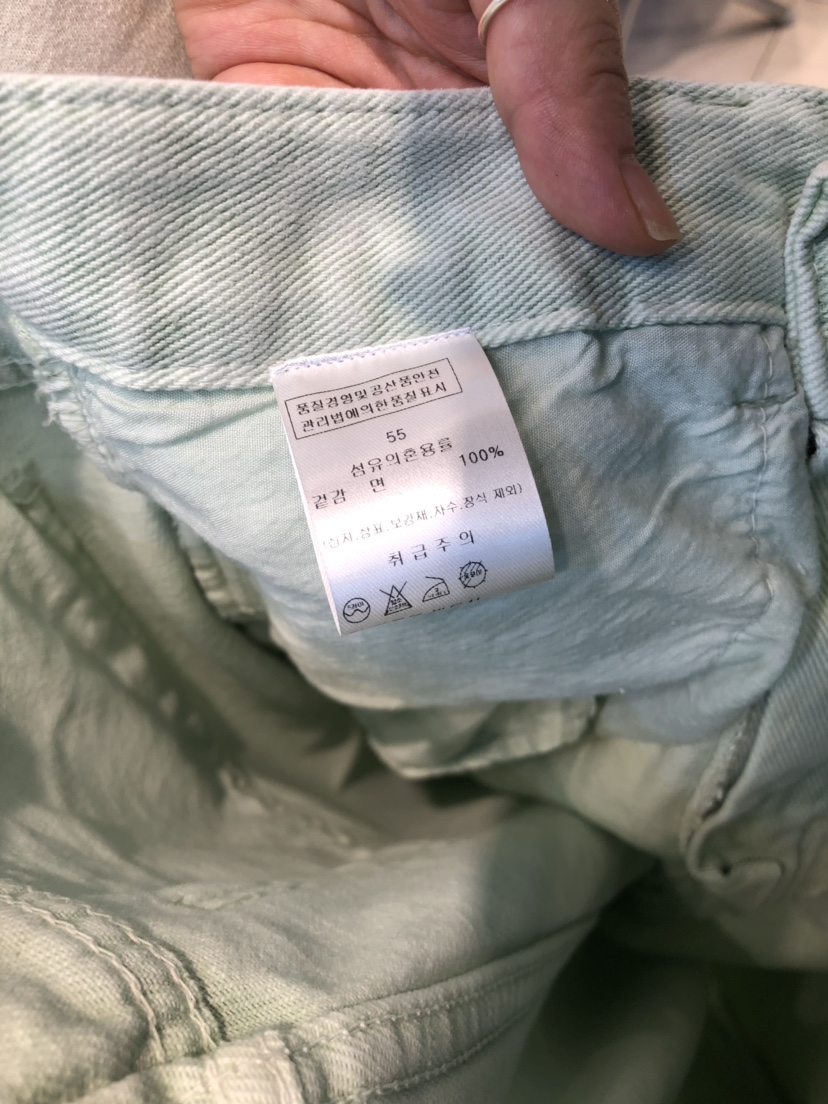 품질경영및공산품안전
관리법에의한품질표시
55
섬유의혼용률
겉감 면 100%
상표.보강재.자수.장식 제외)
취급주의